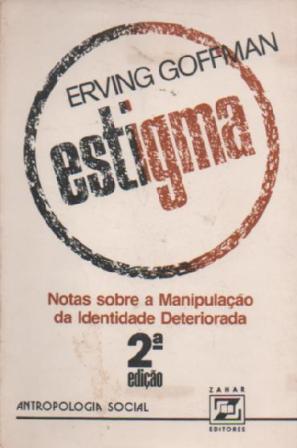 ERVING GOFFMAN
estigma
Notas sobre a Manipulação
da Identidade Deteriorada
2ª
edição
ANTROPOLOGIA SOCIAL
ZAHAR
EDITORES